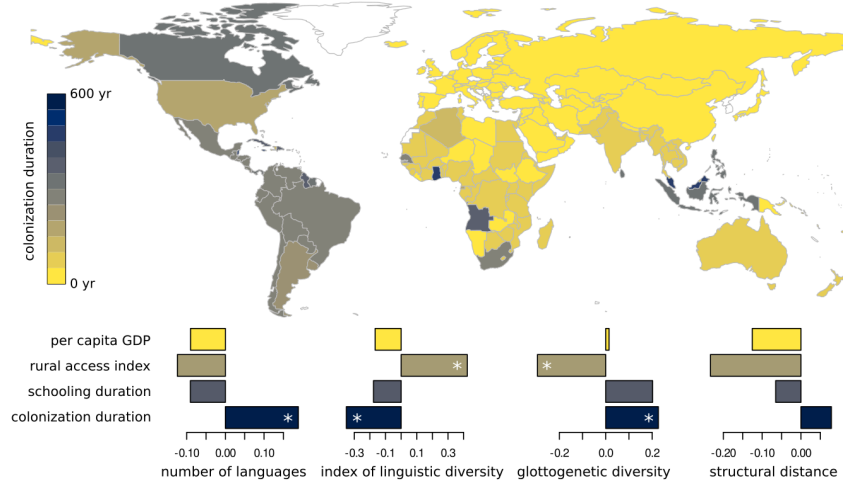 600 yr
colonization duration
0 yr
per capita GDP
rural access index
schooling duration
colonization duration
* * * * *
-0.10 0.00 0.10
-0.3 -0.1 0.1 0.3
-0.2 0.0 0.2
-0.20 -0.10 0.00
number of languages
index of linguistic diversity
glottogenetic diversity
structural distance